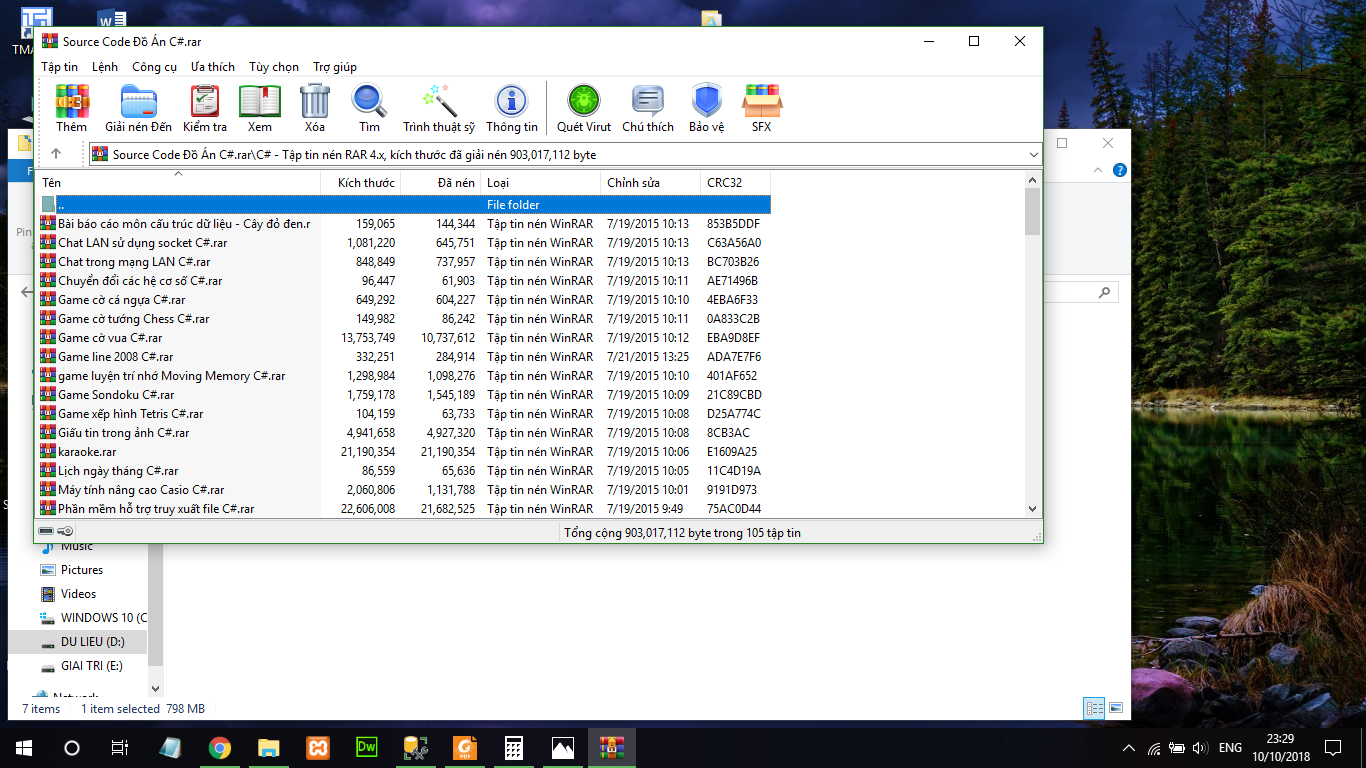 TMA
Source Code Đồ Án C#.rar
Tập tin Lệnh Công cụ Ưa thích Tùy chọn Trợ giúp
Thêm Giải nén Đến Kiểm tra Xem Xóa Tìm Trình thuật sỹ Thông tin Quét Virut Chú thích Bảo vệ SFX
Source Code Đồ Án C#.rar\C# - Tập tin nén RAR 4.x, kích thước đã giải nén 903,017,112 byte
F
Tên Kích thước Đã nén Loại Chỉnh sửa CRC32
.. File folder
Bài báo cáo môn cấu trúc dữ liệu - Cây đỏ đen.r 159,065 144,344 Tập tin nén WinRAR 7/19/2015 10:13 853B5DDF
Pin
Chat LAN sử dụng socket C#.rar 1,081,220 645,751 Tập tin nén WinRAR 7/19/2015 10:13 C63A56A0
Chat trong mạng LAN C#.rar 848,849 737,957 Tập tin nén WinRAR 7/19/2015 10:13 BC703B26
Chuyển đổi các hệ cơ số C#.rar 96,447 61,903 Tập tin nén WinRAR 7/19/2015 10:11 AE71496B
Game cờ cá ngựa C#.rar 649,292 604,227 Tập tin nén WinRAR 7/19/2015 10:10 4EBA6F33
Game cờ tướng Chess C#.rar 149,982 86,242 Tập tin nén WinRAR 7/19/2015 10:11 0A833C2B
Game cờ vua C#.rar 13,753,749 10,737,612 Tập tin nén WinRAR 7/19/2015 10:12 EBA9D8EF
Game line 2008 C#.rar 332,251 284,914 Tập tin nén WinRAR 7/21/2015 13:25 ADA7E7F6
game luyện trí nhớ Moving Memory C#.rar 1,298,984 1,098,276 Tập tin nén WinRAR 7/19/2015 10:10 401AF652
Game Sondoku C#.rar 1,759,178 1,545,189 Tập tin nén WinRAR 7/19/2015 10:09 21C89CBD
Game xếp hình Tetris C#.rar 104,159 63,733 Tập tin nén WinRAR 7/19/2015 10:08 D25A774C
Giấu tin trong ảnh C#.rar 4,941,658 4,927,320 Tập tin nén WinRAR 7/19/2015 10:08 8CB3AC
karaoke.rar 21,190,354 21,190,354 Tập tin nén WinRAR 7/19/2015 10:06 E1609A25
Lịch ngày tháng C#.rar 86,559 65,636 Tập tin nén WinRAR 7/19/2015 10:05 11C4D19A
Máy tính nâng cao Casio C#.rar 2,060,806 1,131,788 Tập tin nén WinRAR 7/19/2015 10:01 9191D973
Phần mềm hỗ trợ truy xuất file C#.rar 22,606,008 21,682,525 Tập tin nén WinRAR 7/19/2015 9:49 75AC0D44
Tổng cộng 903,017,112 byte trong 105 tập tin
Music
Pictures
Videos
WINDOWS 10 (C
DU LIEU (D:)
GIAI TRI (E:)
Network
7 items 1 item selected 798 MB
Dw
PDF
ENG
23:29
10/10/2018